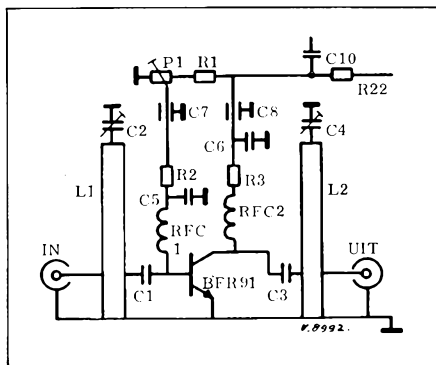 P1 R1 C10
R22
C7 C8
C2 C4
C6
R2 R3
L1 C5 L2
RFC 1 RFC2
IN UIT
BFR91
C1 C3
V.8992.